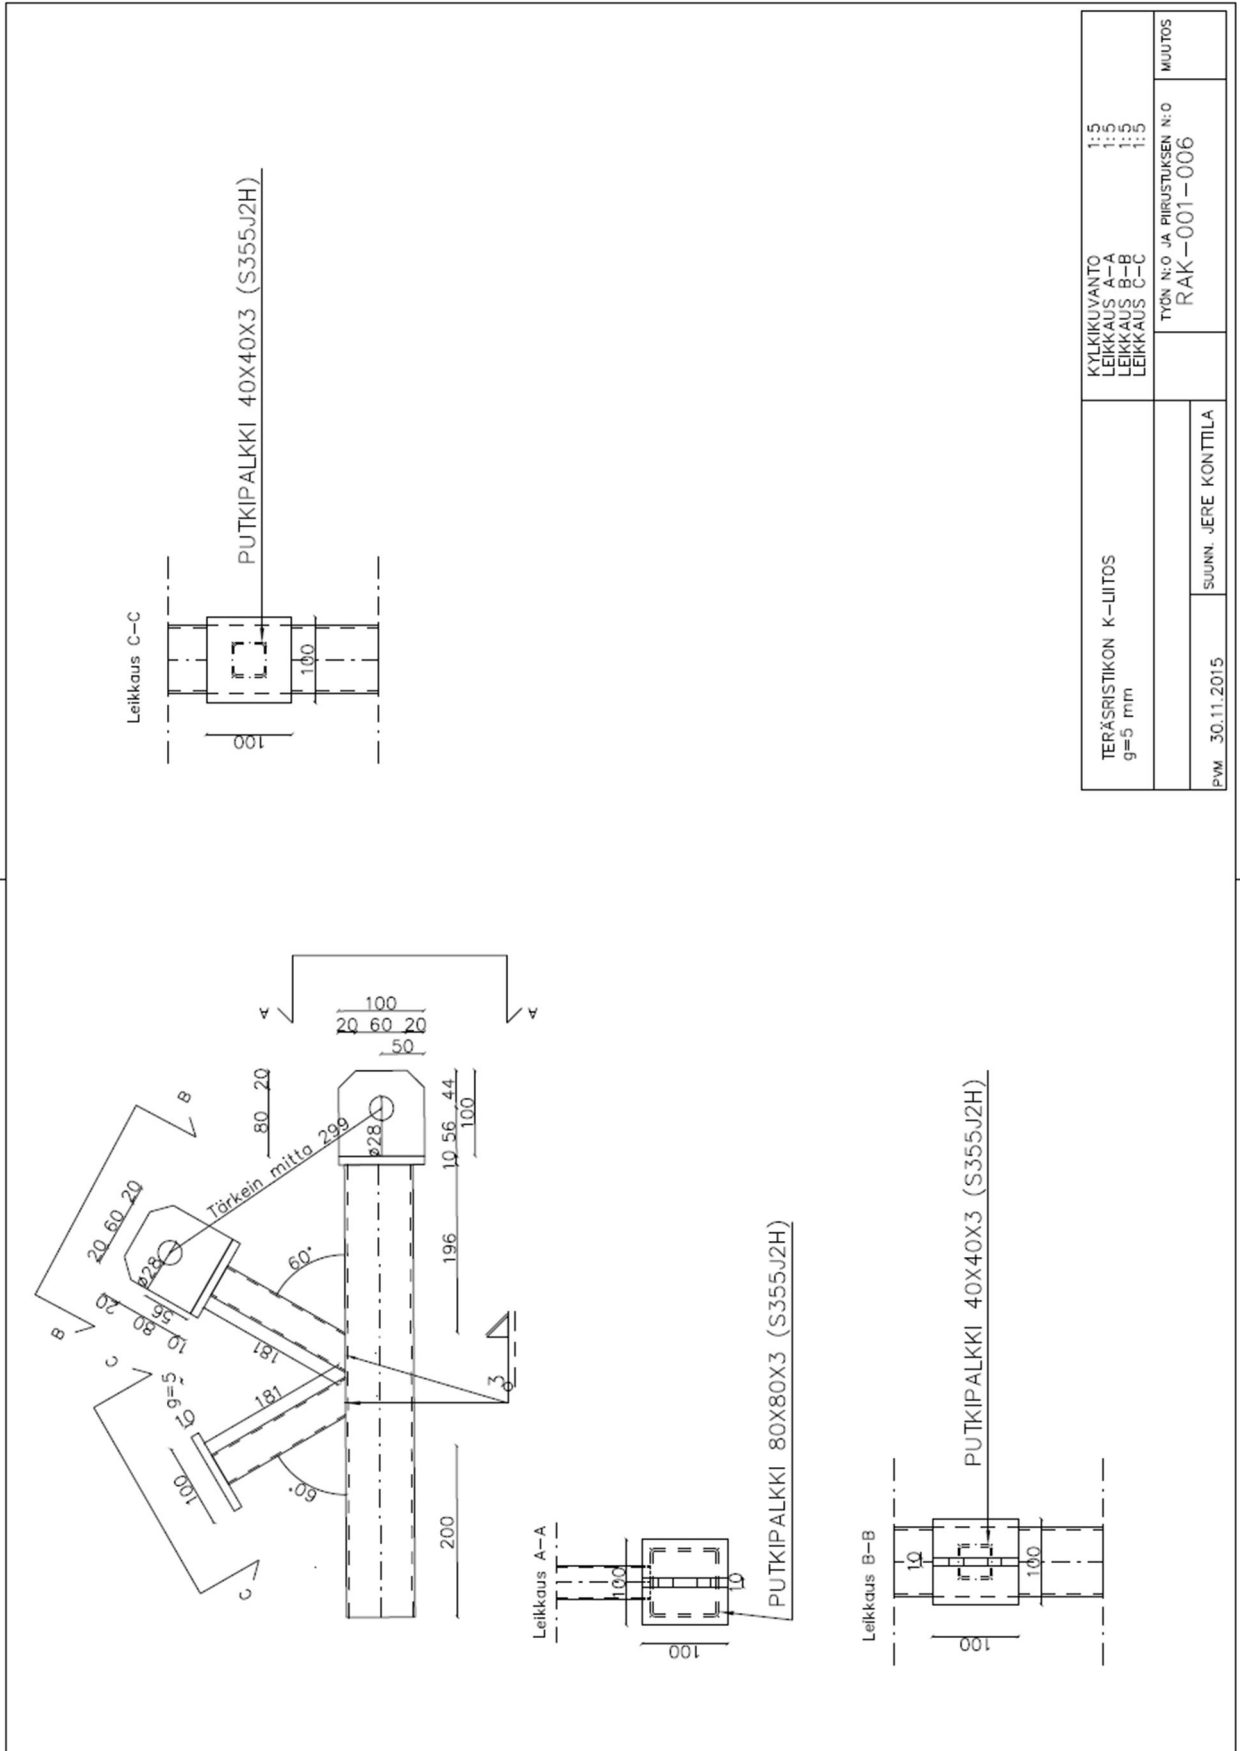 B
B
C
C
g=5
10
100
181
181
60°
60°
20 60 20
ø28
56
20
80
10
Tärkein mitta 299
ø28
80 20
A
A
100
20 60 20
50
10 56 44
100
196
3
200
Leikkaus A-A
100
10
100
PUTKIPALKKI 80X80X3 (S355J2H)
Leikkaus B-B
10
100
100
PUTKIPALKKI 40X40X3 (S355J2H)
Leikkaus C-C
100
100
PUTKIPALKKI 40X40X3 (S355J2H)
TERÄSRISTIKON K-LIITOS
g=5 mm
KYLKIKUVANTO 1:5
LEIKKAUS A-A 1:5
LEIKKAUS B-B 1:5
LEIKKAUS C-C 1:5
TYÖN N:O JA PIIRUSTUKSEN N:O
RAK-001-006
MUUTOS
PVM 30.11.2015
SUUNN. JERE KONTTILA